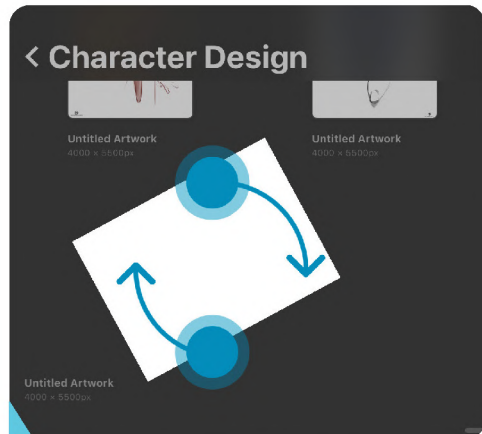 < Character Design
Untitled Artwork
4000 × 5500px
Untitled Artwork
4000 × 5500px
Untitled Artwork
4000 × 5500px